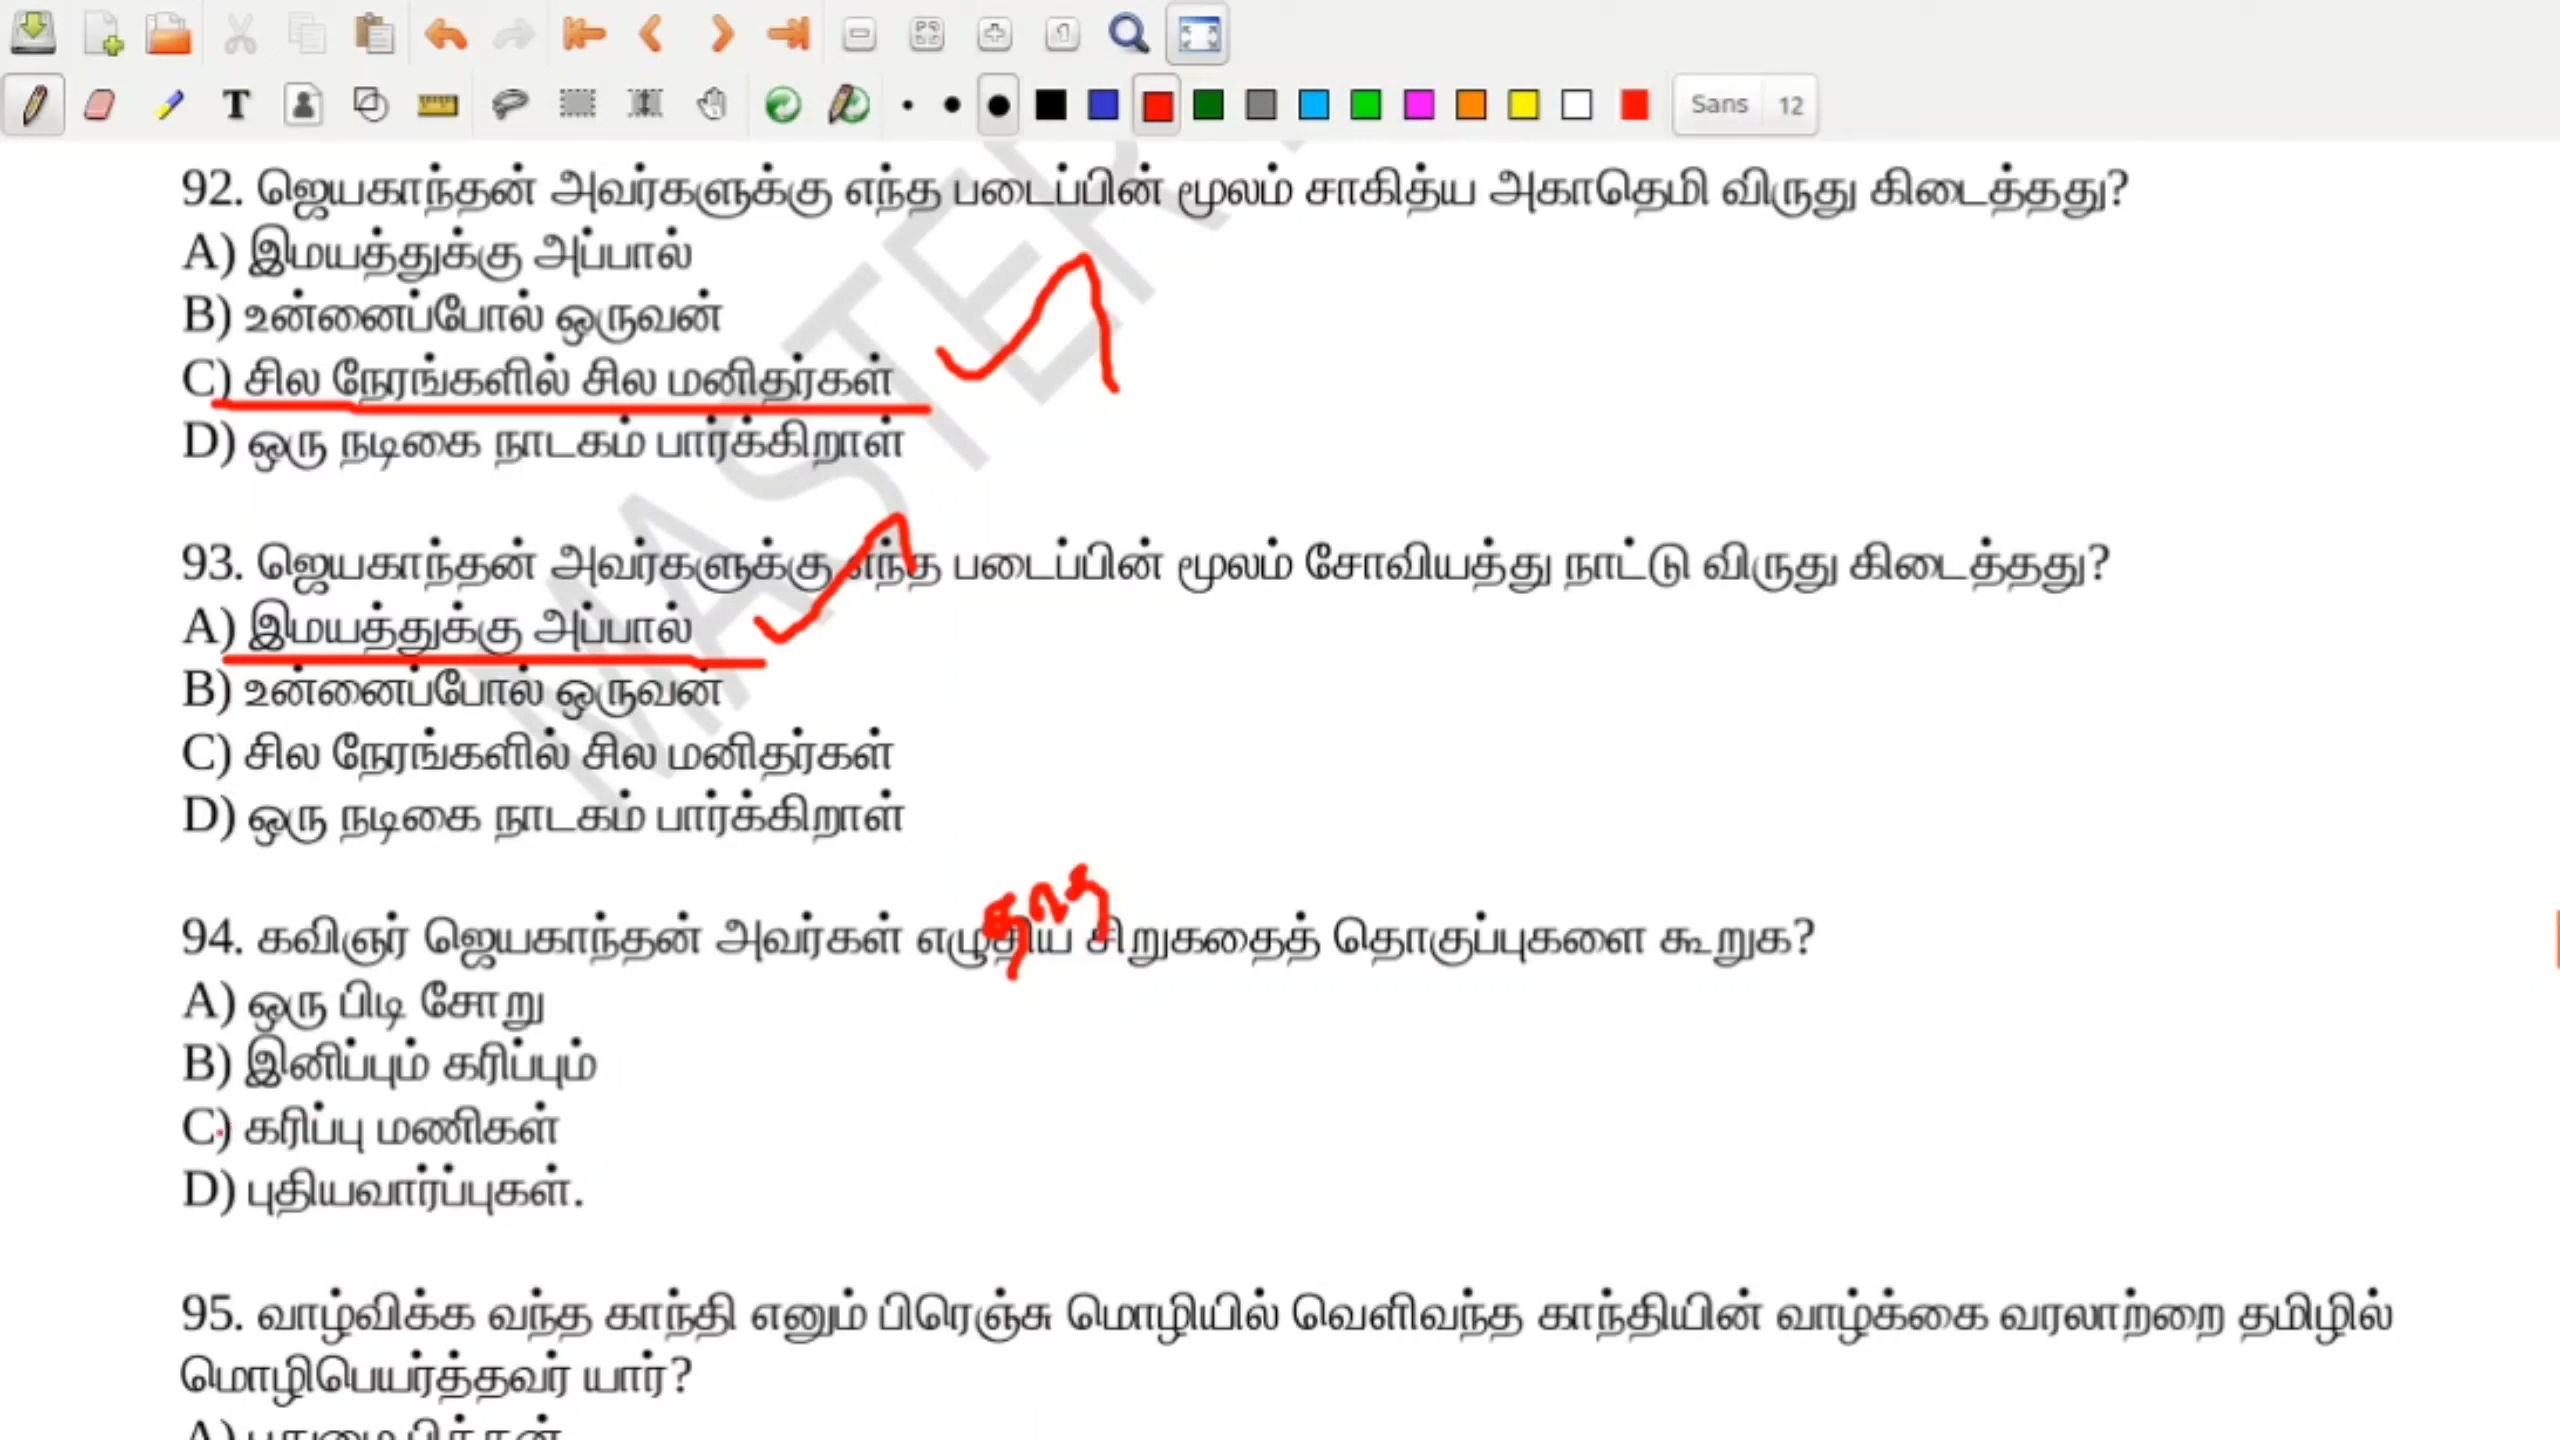 Sans 12
92. ஜெயகாந்தன் அவர்களுக்கு எந்த படைப்பின் மூலம் சாகித்ய அகாதெமி விருது கிடைத்தது?
A) இமயத்துக்கு அப்பால்
B) உன்னைப்போல் ஒருவன்
C) சில நேரங்களில் சில மனிதர்கள்
D) ஒரு நடிகை நாடகம் பார்க்கிறாள்
MASTER
93. ஜெயகாந்தன் அவர்களுக்கு எந்த படைப்பின் மூலம் சோவியத்து நாட்டு விருது கிடைத்தது?
A) இமயத்துக்கு அப்பால்
B) உன்னைப்போல் ஒருவன்
C) சில நேரங்களில் சில மனிதர்கள்
D) ஒரு நடிகை நாடகம் பார்க்கிறாள்
94. கவிஞர் ஜெயகாந்தன் அவர்கள் எழுதிய சிறுகதைத் தொகுப்புகளை கூறுக?
A) ஒரு பிடி சோறு
B) இனிப்பும் கரிப்பும்
C) கரிப்பு மணிகள்
D) புதியவார்ப்புகள்.
95. வாழ்விக்க வந்த காந்தி எனும் பிரெஞ்சு மொழியில் வெளிவந்த காந்தியின் வாழ்க்கை வரலாற்றை தமிழில்
மொழிபெயர்த்தவர் யார்?